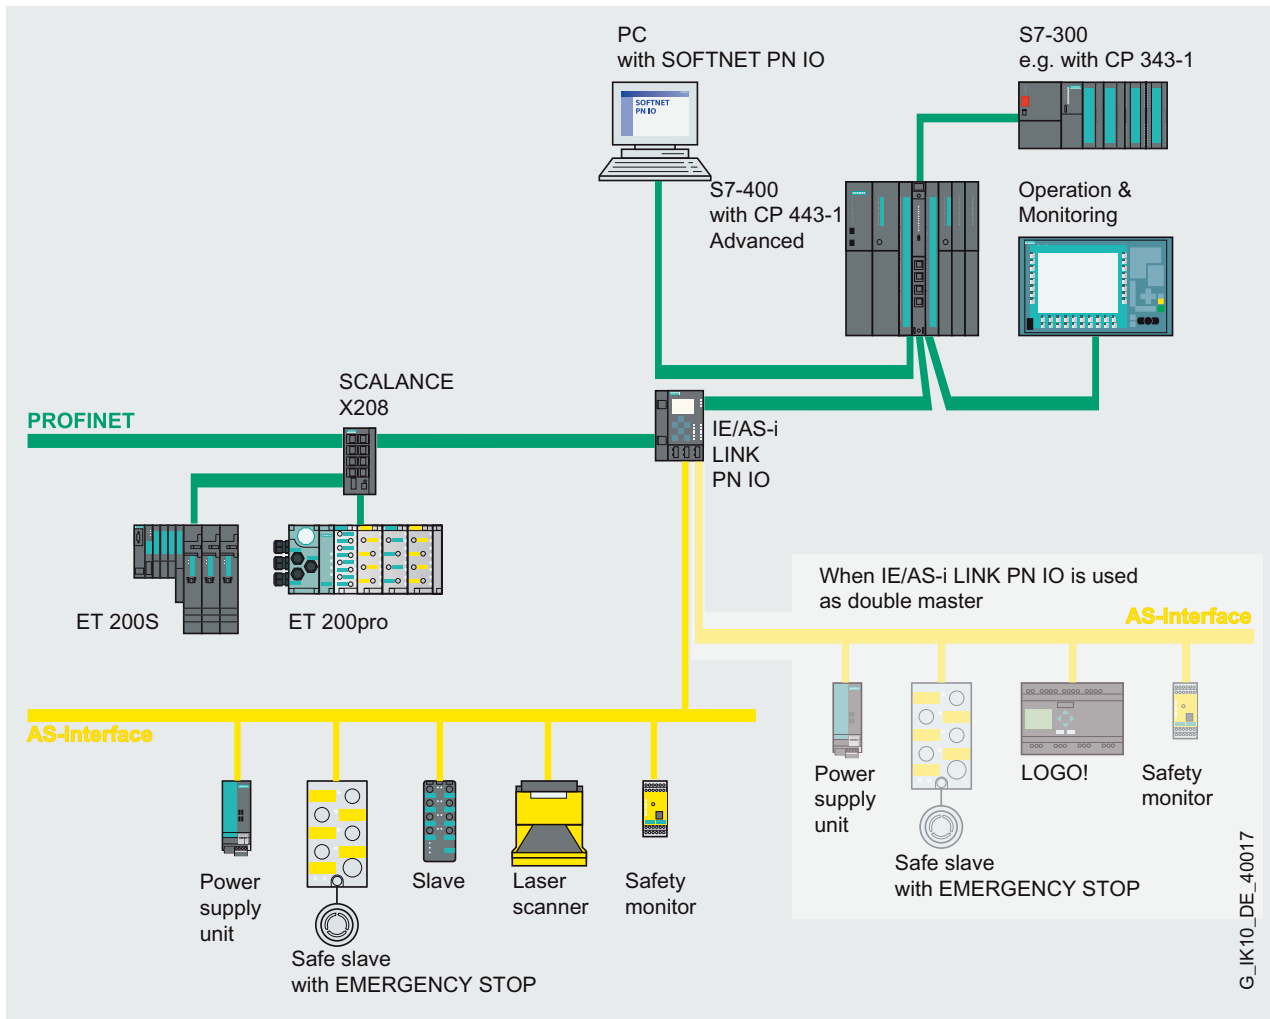 PC
with SOFTNET PN IO
S7-300
e.g. with CP 343-1
SOFTNET
PN IO
S7-400
with CP 443-1
Advanced
Operation &
Monitoring
SCALANCE
X208
PROFINET
IE/AS-i
LINK
PN IO
ET 200S
ET 200pro
When IE/AS-i LINK PN IO is used
as double master
AS-Interface
AS-Interface
Power
supply
unit
Safe slave
with EMERGENCY STOP
LOGO!
Safety
monitor
Power
supply
unit
Safe slave
with EMERGENCY STOP
Slave
Laser
scanner
Safety
monitor
G_IK10_DE_40017